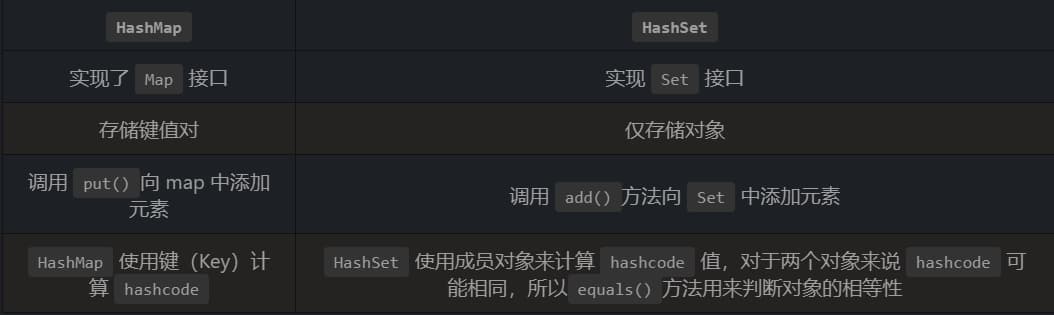 HashMap HashSet
实现了 Map 接口 实现 Set 接口
存储键值对 仅存储对象
调用 put()向 map 中添加
元素
调用 add()方法向 Set 中添加元素
HashMap 使用键（Key）计
算 hashcode
HashSet 使用成员对象来计算 hashcode 值，对于两个对象来说 hashcode 可
能相同，所以equals()方法用来判断对象的相等性